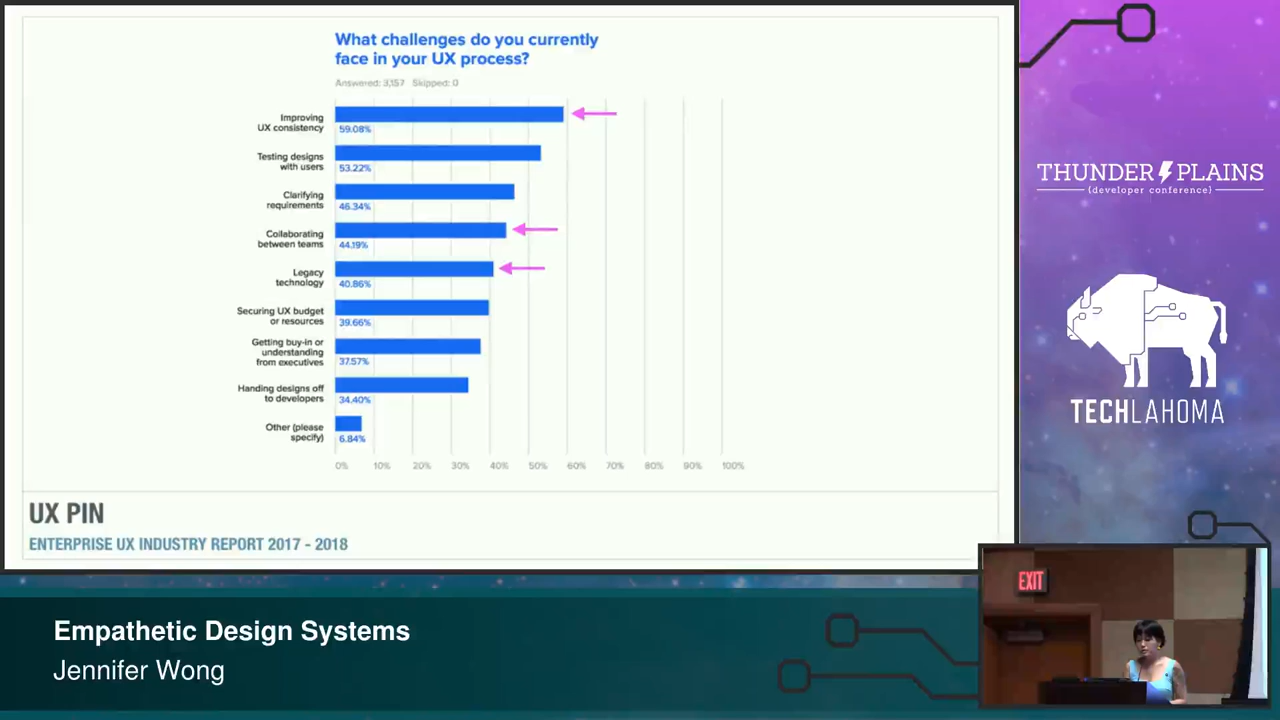 What challenges do you currently
face in your UX process?
Answered: 3,157 Skipped: 0
Improving
UX consistency
59.08%
Testing designs
with users
53.22%
Clarifying
requirements
46.34%
Collaborating
between teams
44.19%
Legacy
technology
40.86%
Securing UX budget
or resources
39.66%
Getting buy-in or
understanding
from executives
37.57%
Handing designs off
to developers
34.40%
Other (please
specify)
6.84%
0% 10% 20% 30% 40% 50% 60% 70% 80% 90% 100%
UX PIN
ENTERPRISE UX INDUSTRY REPORT 2017 - 2018
THUNDER PLAINS
{developer conference}
TECHLAHOMA
EXIT
Empathetic Design Systems
Jennifer Wong